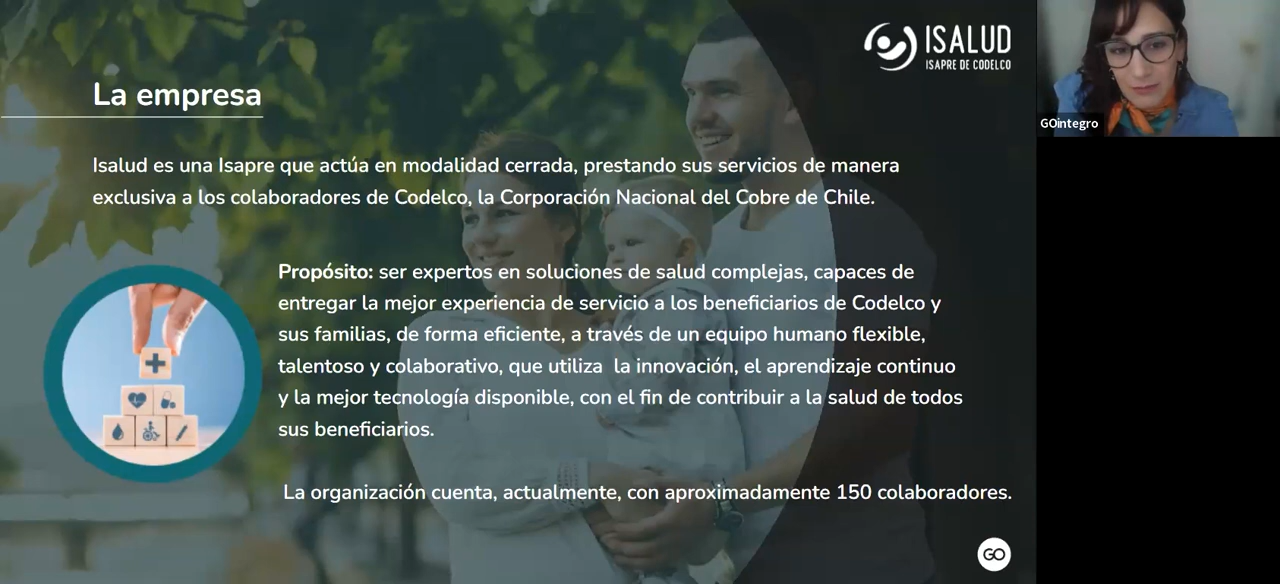 ISALUD
ISAPRE DE CODELCO
La empresa
GOintegro
Isalud es una Isapre que actúa en modalidad cerrada, prestando sus servicios de manera
exclusiva a los colaboradores de Codelco, la Corporación Nacional del Cobre de Chile.
Propósito: ser expertos en soluciones de salud complejas, capaces de
entregar la mejor experiencia de servicio a los beneficiarios de Codelco y
sus familias, de forma eficiente, a través de un equipo humano flexible,
talentoso y colaborativo, que utiliza la innovación, el aprendizaje continuo
y la mejor tecnología disponible, con el fin de contribuir a la salud de todos
sus beneficiarios.
La organización cuenta, actualmente, con aproximadamente 150 colaboradores.
GO